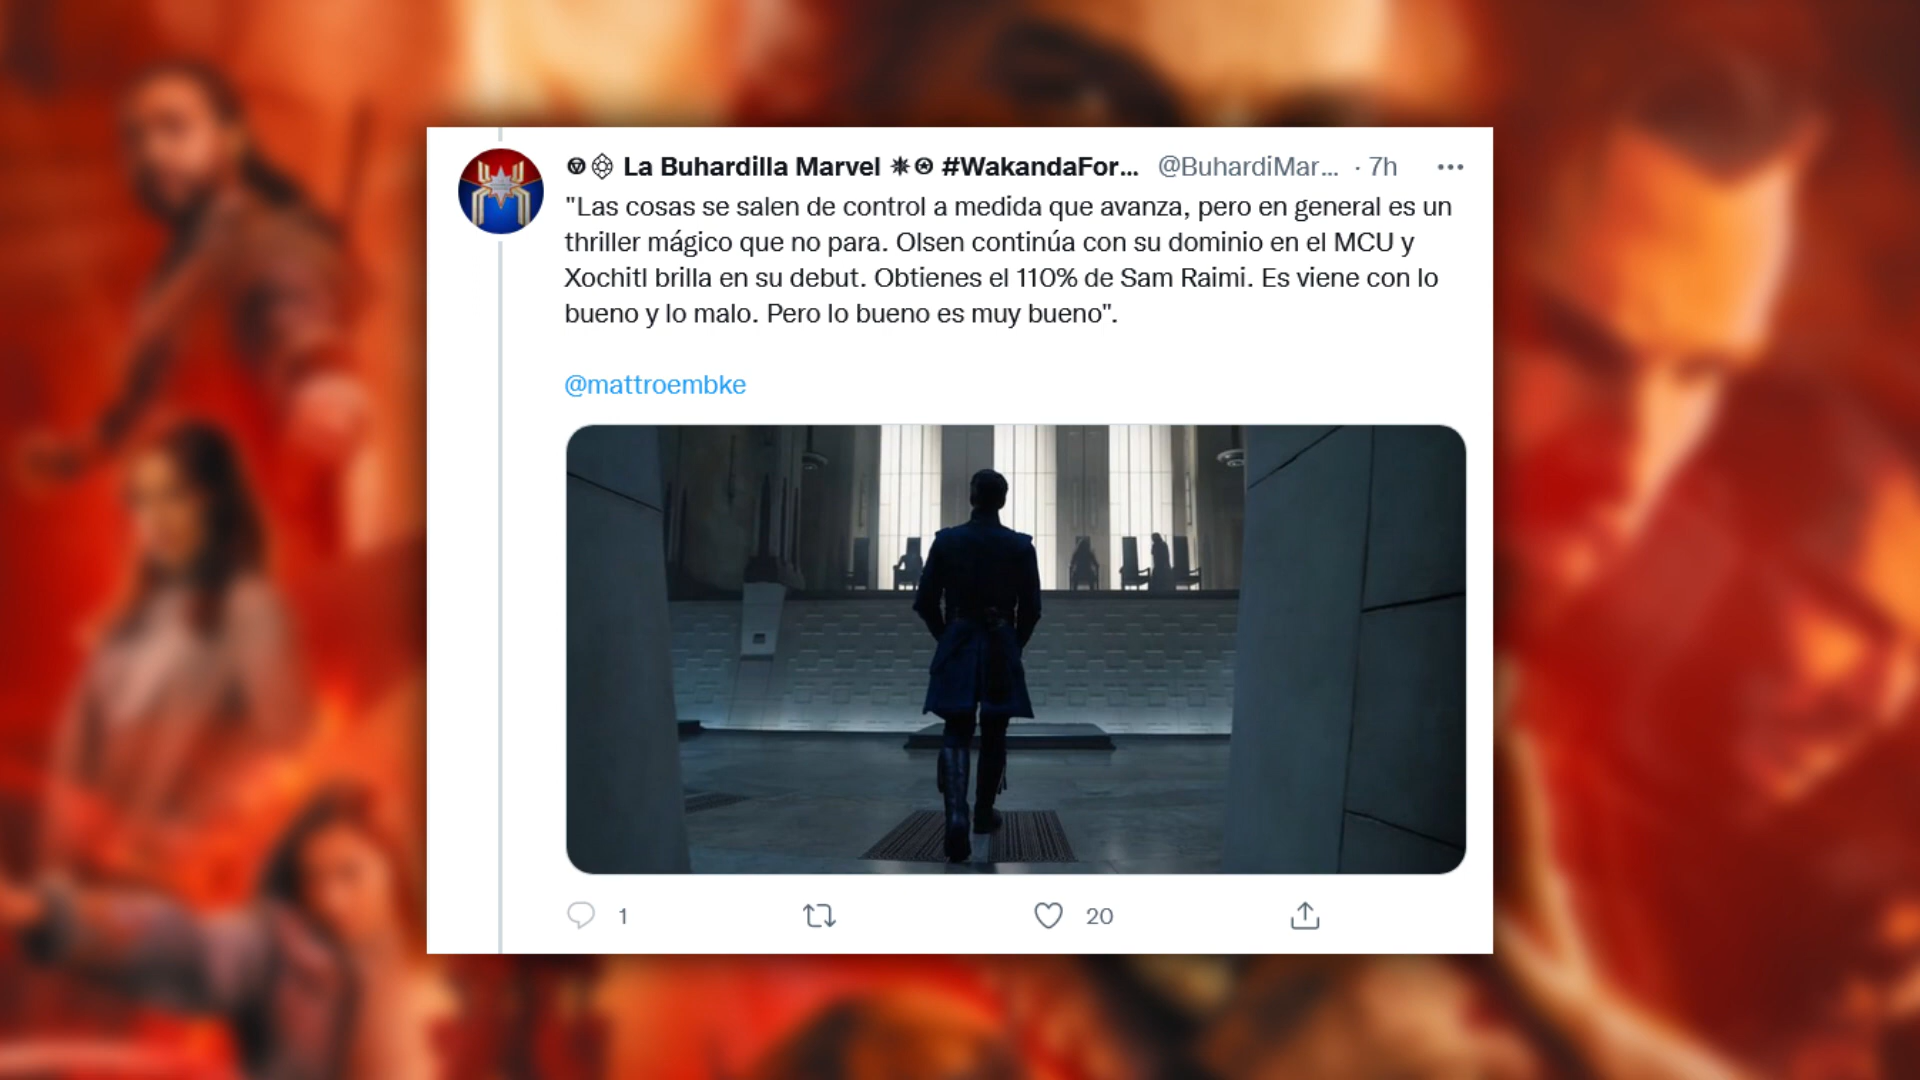 La Buhardilla Marvel #WakandaFor... @BuhardiMar... · 7h
"Las cosas se salen de control a medida que avanza, pero en general es un
thriller mágico que no para. Olsen continúa con su dominio en el MCU y
Xochitl brilla en su debut. Obtienes el 110% de Sam Raimi. Es viene con lo
bueno y lo malo. Pero lo bueno es muy bueno".
@mattroembke
1 20